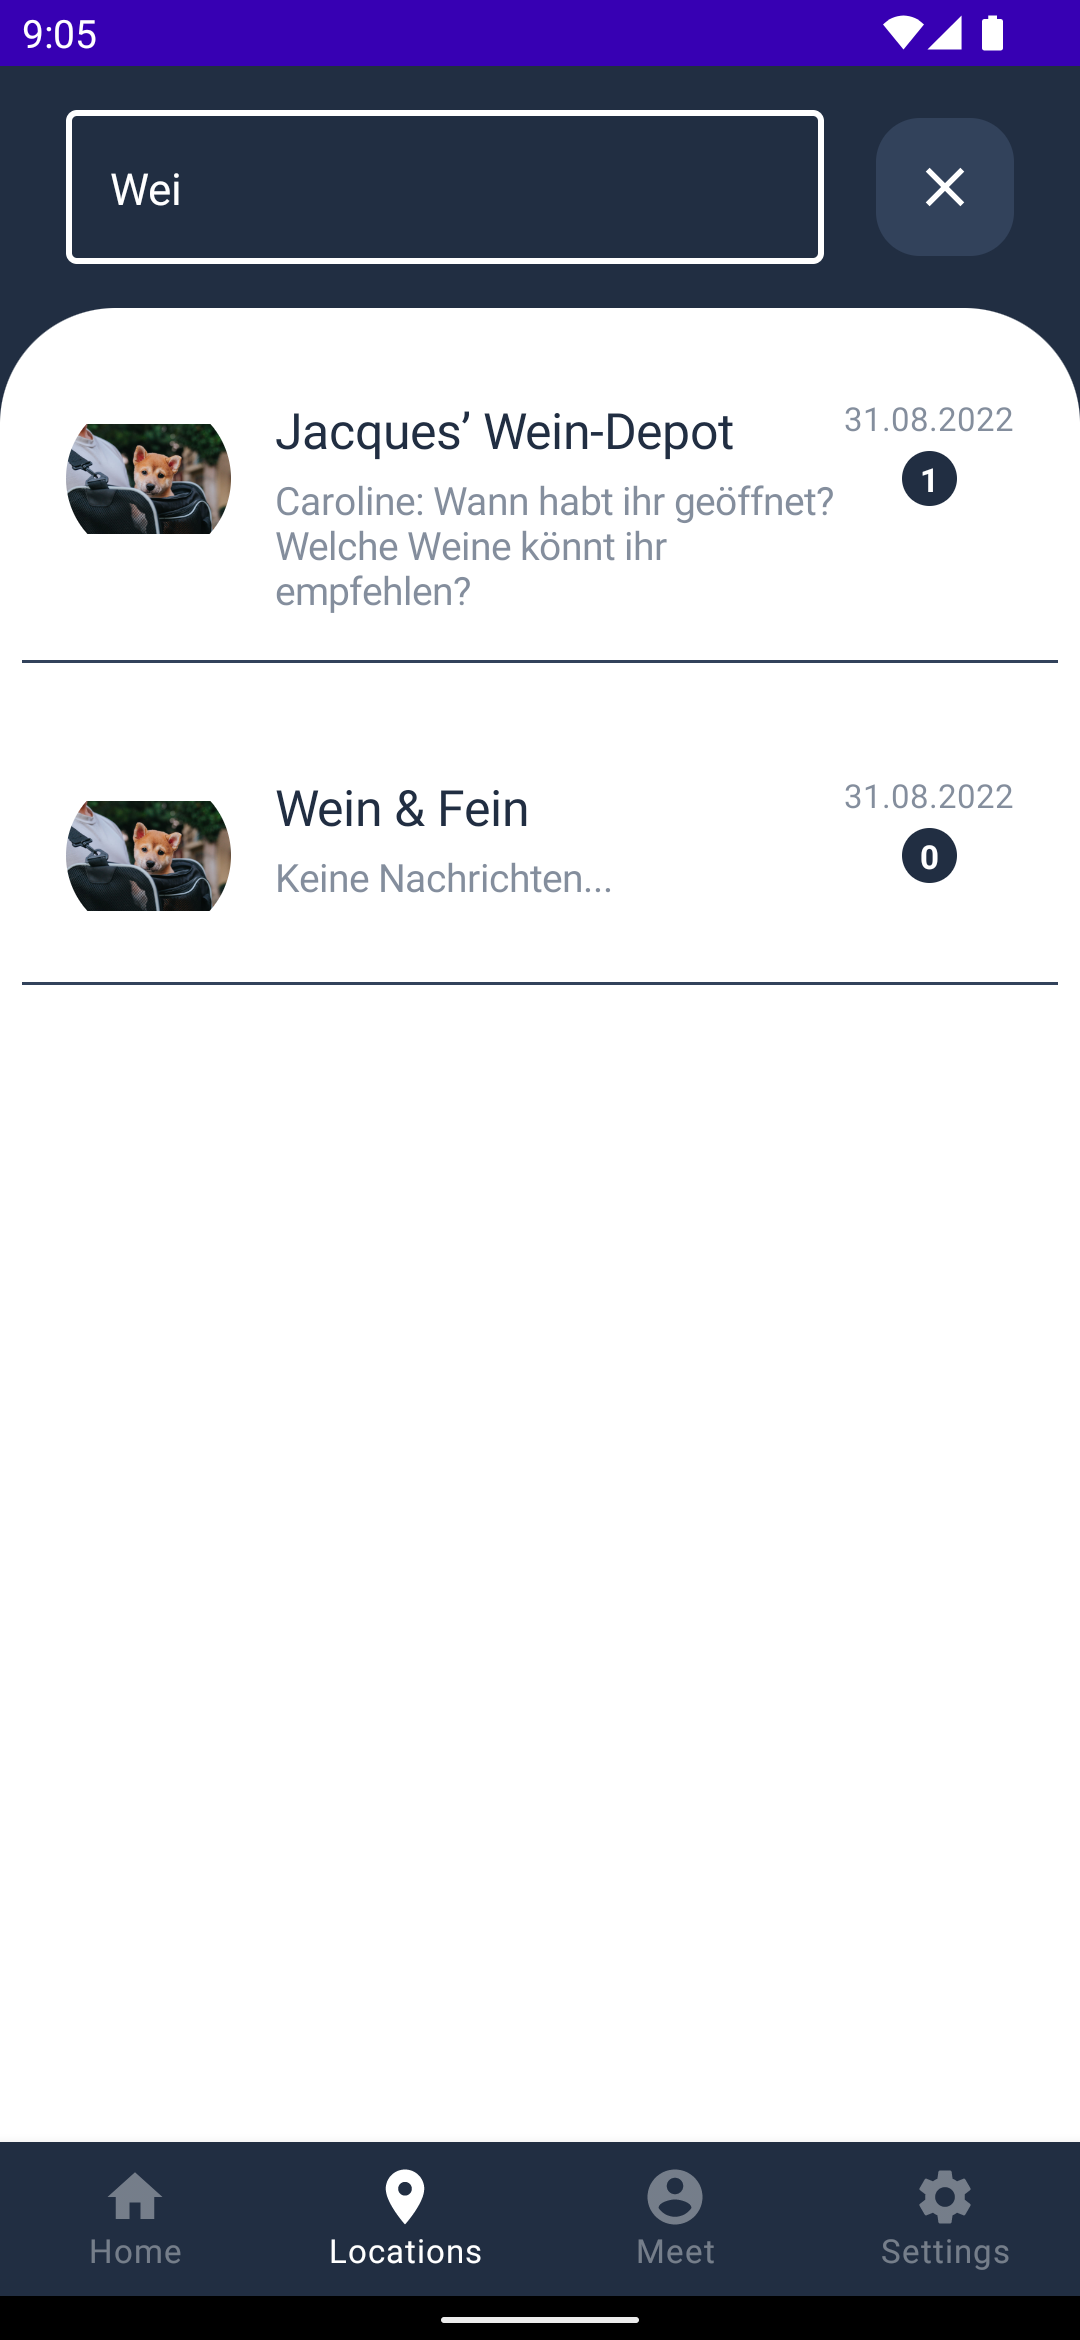 9:05
Wei
Jacques’ Wein-Depot
31.08.2022
1
Caroline: Wann habt ihr geöffnet?
Welche Weine könnt ihr
empfehlen?
Wein & Fein
31.08.2022
0
Keine Nachrichten...
Home
Locations
Meet
Settings